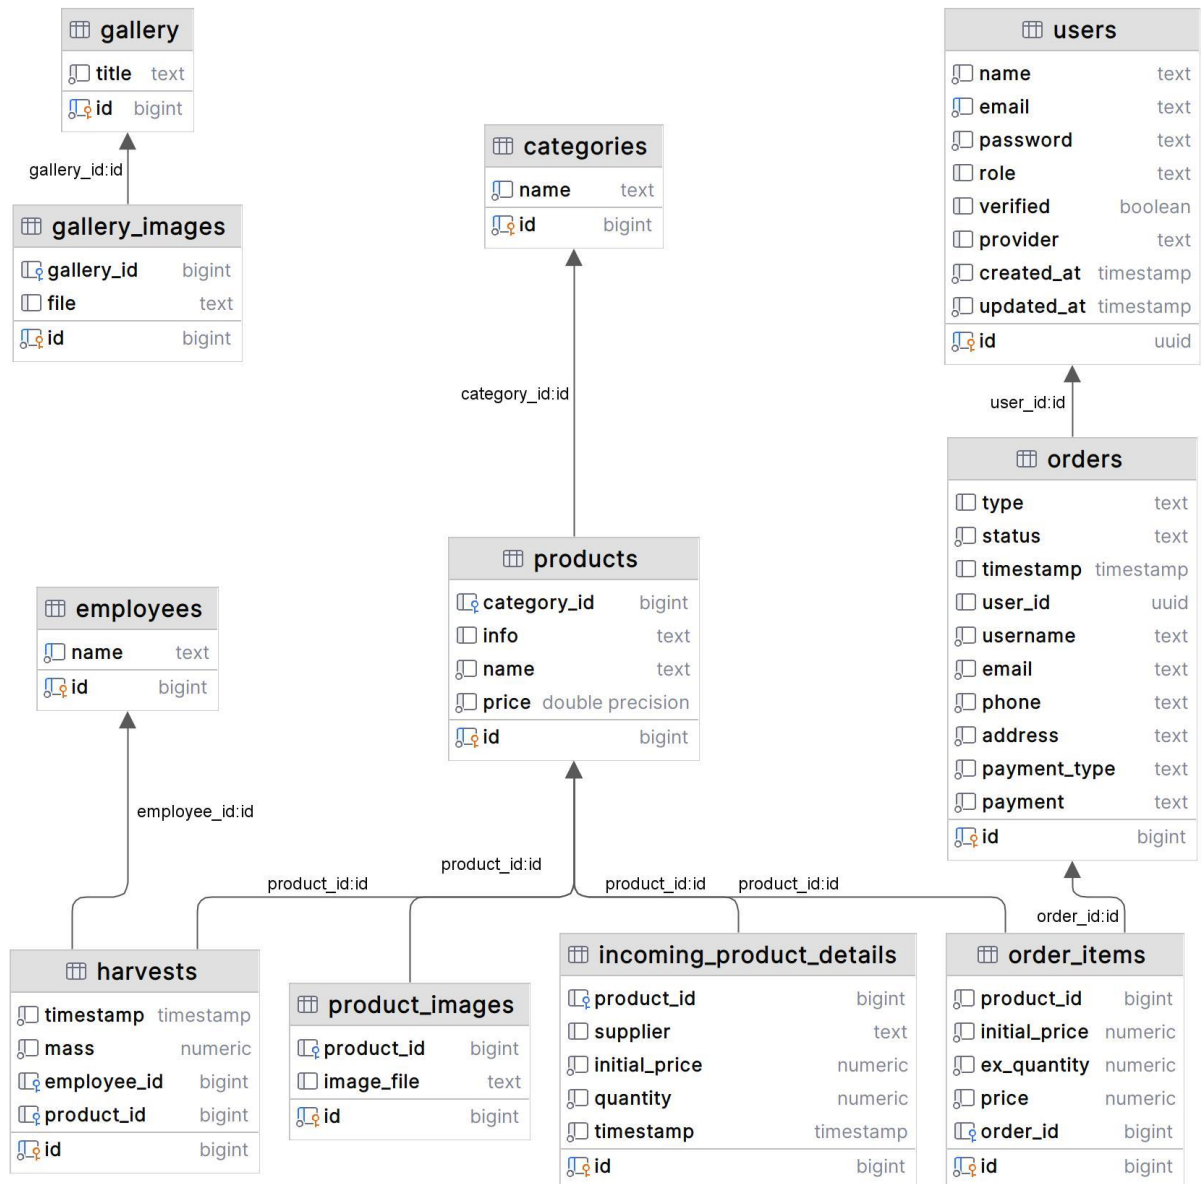 gallery
title text
id bigint
gallery_id:id
gallery_images
gallery_id bigint
file text
id bigint
categories
name text
id bigint
category_id:id
users
name text
email text
password text
role text
verified boolean
provider text
created_at timestamp
updated_at timestamp
id uuid
user_id:id
orders
type text
status text
timestamp timestamp
user_id uuid
username text
email text
phone text
address text
payment_type text
payment text
id bigint
products
category_id bigint
info text
name text
price double precision
id bigint
employees
name text
id bigint
employee_id:id
product_id:id
product_id:id
product_id:id
product_id:id
order_id:id
harvests
timestamp timestamp
mass numeric
employee_id bigint
product_id bigint
id bigint
product_images
product_id bigint
image_file text
id bigint
incoming_product_details
product_id bigint
supplier text
initial_price numeric
quantity numeric
timestamp timestamp
id bigint
order_items
product_id bigint
initial_price numeric
ex_quantity numeric
price numeric
order_id bigint
id bigint